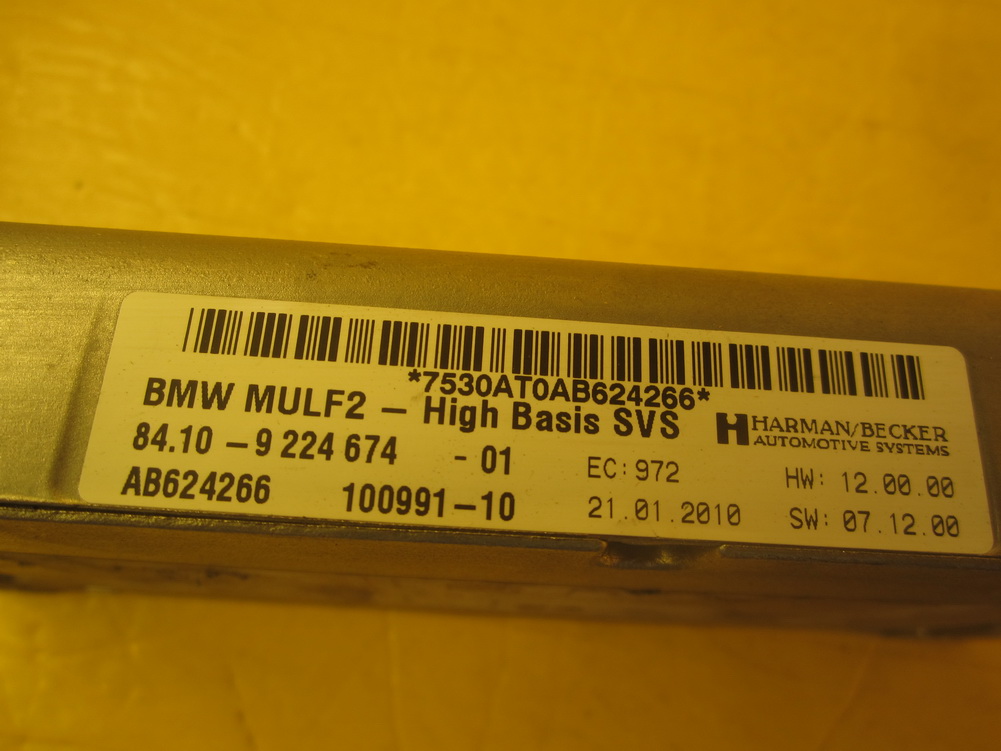 *7530AT0AB624266*
BMW MULF2 – High Basis SVS
HARMAN/BECKER
AUTOMOTIVE SYSTEMS
84.10 – 9 224 674 - 01
EC: 972
HW: 12.00.00
AB624266 100991–10
21.01.2010
SW: 07.12.00